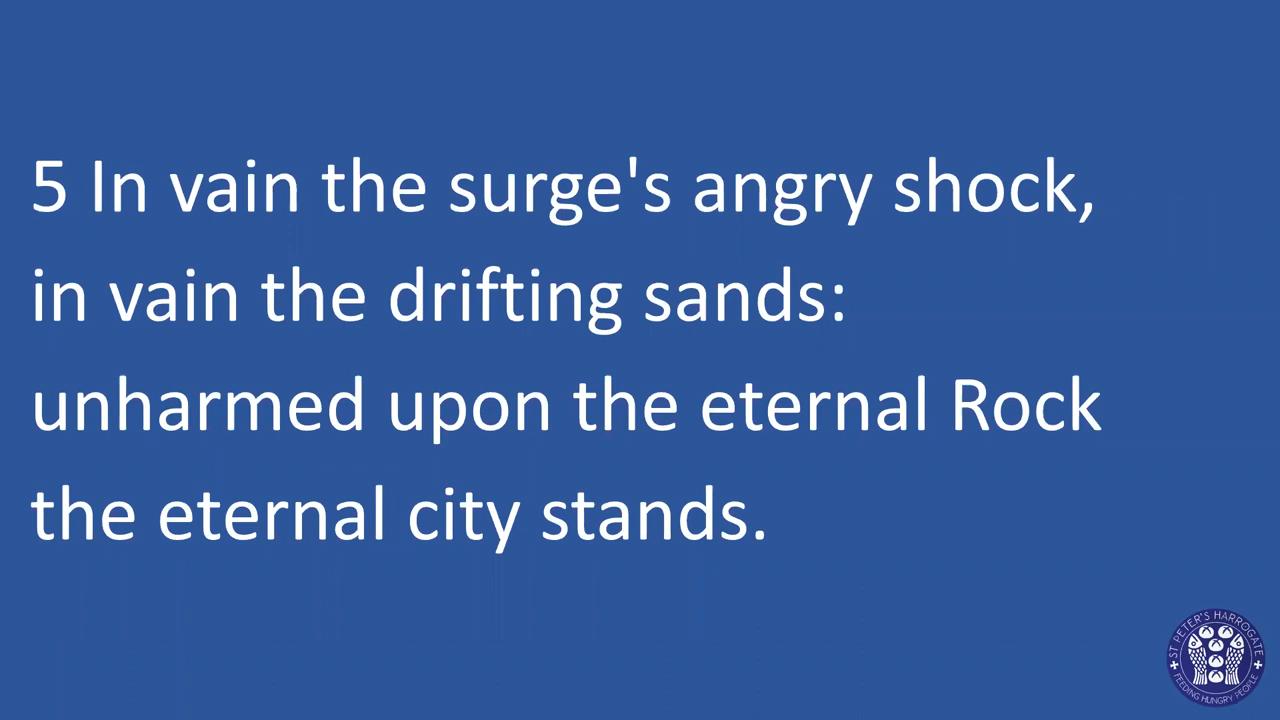 5 In vain the surge's angry shock,
in vain the drifting sands:
unharmed upon the eternal Rock
the eternal city stands.
ST PETER'S HARROGATE
FEEDING HUNGRY PEOPLE